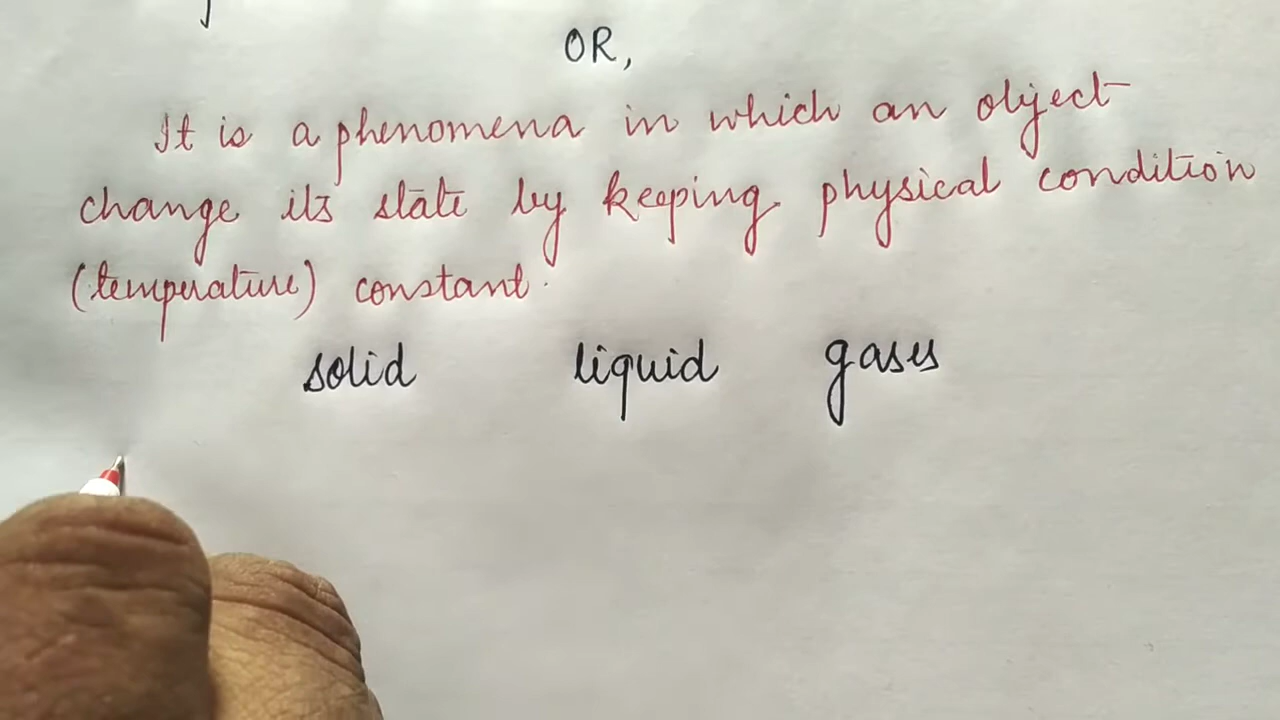 OR,
It is a phenomena in which an object
change its state by keeping physical condition
(temperature) constant.
solid liquid gases